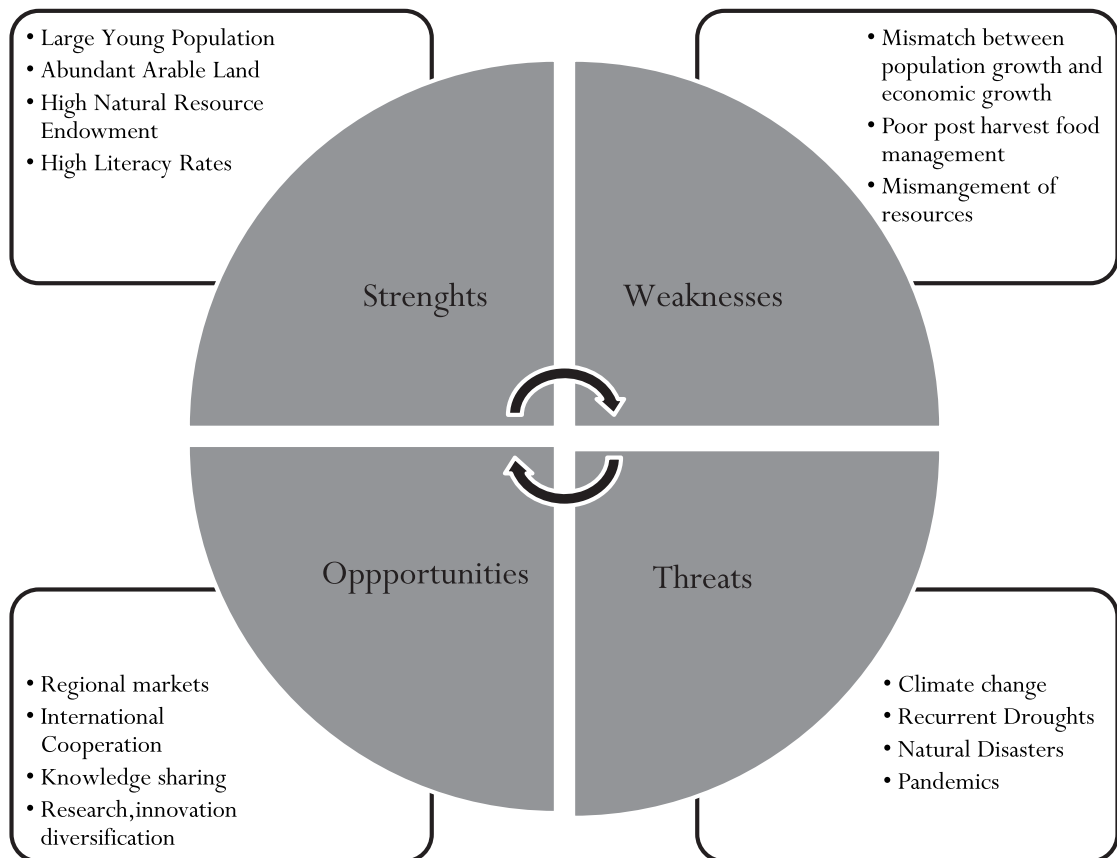 • Large Young Population
• Abundant Arable Land
• High Natural Resource
Endowment
• High Literacy Rates
• Mismatch between
population growth and
economic growth
• Poor post harvest food
management
• Mismangement of
resources
Strenghts
Weaknesses
Oppportunities
Threats
• Regional markets
• International
Cooperation
• Knowledge sharing
• Research,innovation
diversification
• Climate change
• Recurrent Droughts
• Natural Disasters
• Pandemics